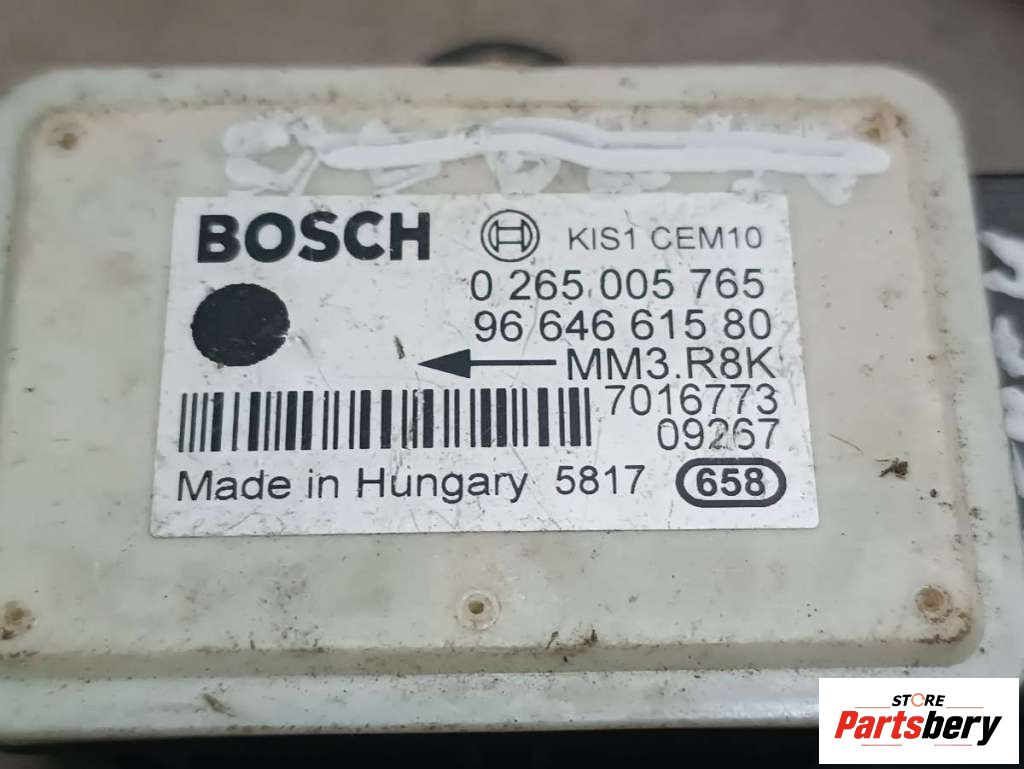 BOSCH KIS1 CEM10
0 265 005 765
96 646 615 80
MM3.R8K
7016773
09267
Made in Hungary 5817 658
STORE
Partsbery